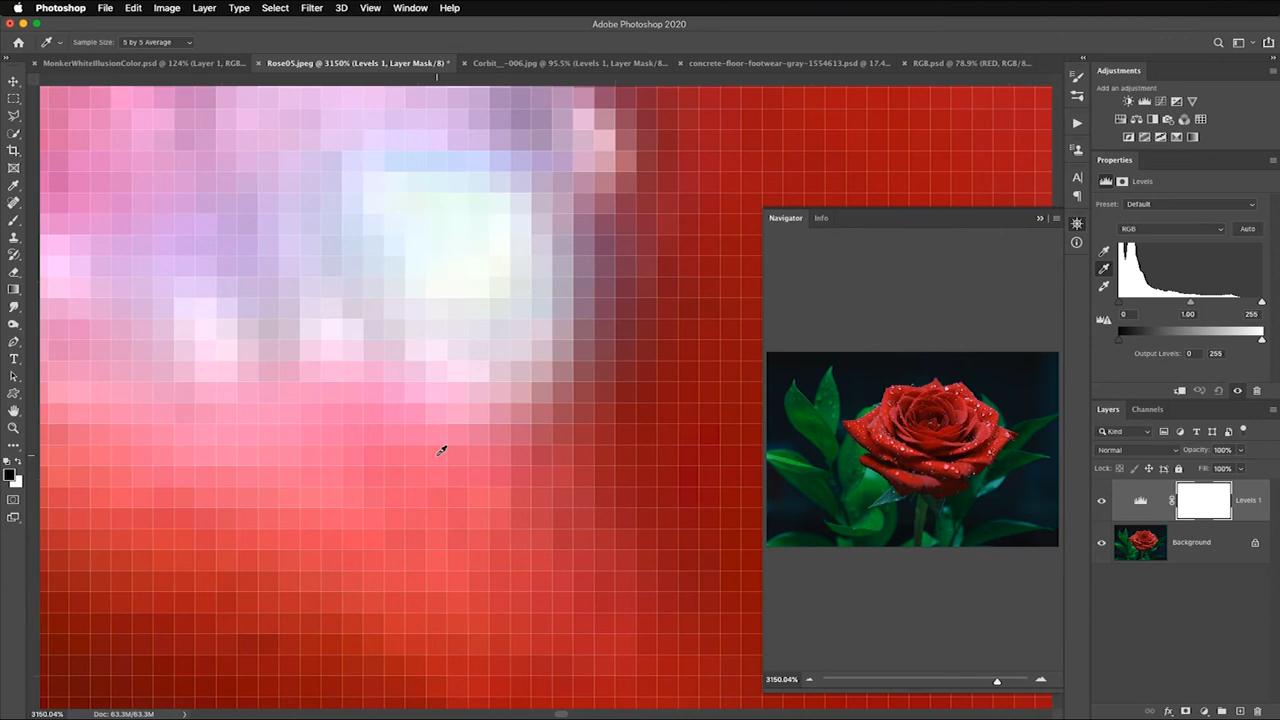 Photoshop File Edit Image Layer Type Select Filter 3D View Window Help
Adobe Photoshop 2020
Sample Size: 5 by 5 Average
MonkerWhiteIllusionColor.psd @ 124% (Layer 1, RGB... Rose05.jpeg @ 3150% (Levels 1, Layer Mask/8) * Corbit__-006.jpg @ 95.5% (Levels 1, Layer Mask/8... concrete-floor-footwear-gray-1554613.psd @ 17.4... RGB.psd @ 78.9% (RED, RGB/8...
Adjustments
Add an adjustment
Properties
Levels
Preset: Default
RGB Auto
0 1.00 255
Output Levels: 0 255
Navigator Info
3150.04%
Layers Channels
Kind
Normal Opacity: 100%
Lock: Fill: 100%
Levels 1
Background
3150.04% Doc: 63.3M/63.3M